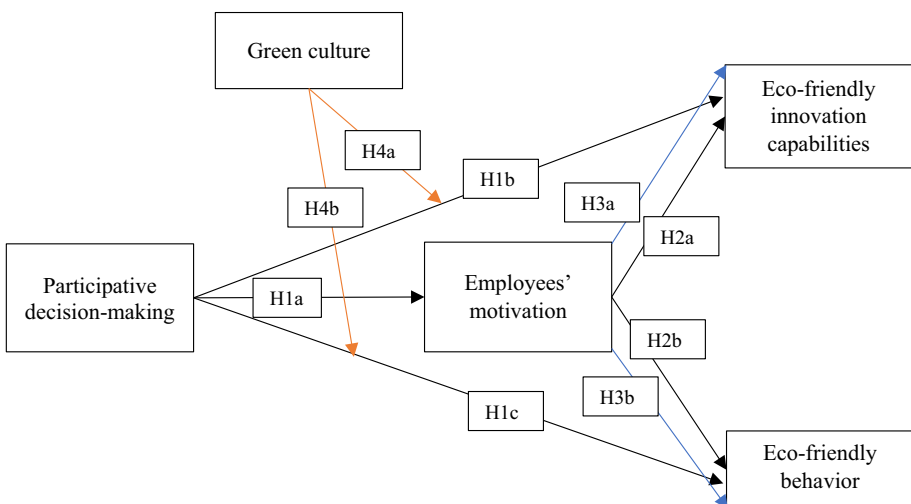 Green culture
Eco-friendly
innovation
capabilities
H4a
H1b
H3a
H4b
H2a
Participative
decision-making
H1a
Employees’
motivation
H2b
H3b
H1c
Eco-friendly
behavior